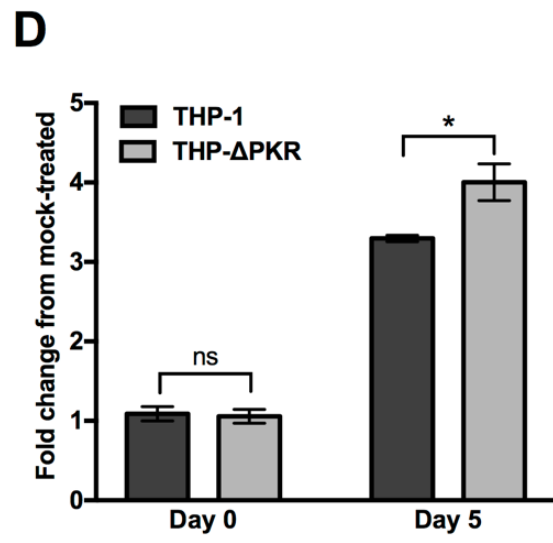 D
Fold change from mock-treated
5
4
3
2
1
0
THP-1
THP-ΔPKR
ns
*
Day 0
Day 5